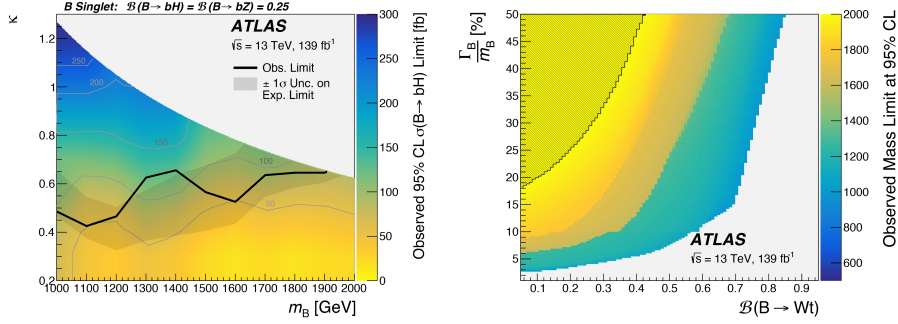 B Singlet: ℬ(B→ bH) = ℬ(B→ bZ) = 0.25
κ
ATLAS
√s = 13 TeV, 139 fb⁻¹
Obs. Limit
± 1σ Unc. on
Exp. Limit
250
200
150
100
50
1.2
1
0.8
0.6
0.4
0.2
1000 1100 1200 1300 1400 1500 1600 1700 1800 1900 2000
m_B [GeV]
350
300
250
200
150
100
50
0
Observed 95% CL σ(B→ bH) Limit [fb]
Γ_B/m_B [%]
50
45
40
35
30
25
20
15
10
5
ATLAS
√s = 13 TeV, 139 fb⁻¹
0.1 0.2 0.3 0.4 0.5 0.6 0.7 0.8 0.9
ℬ(B → Wt)
2000
1800
1600
1400
1200
1000
800
600
Observed Mass Limit at 95% CL